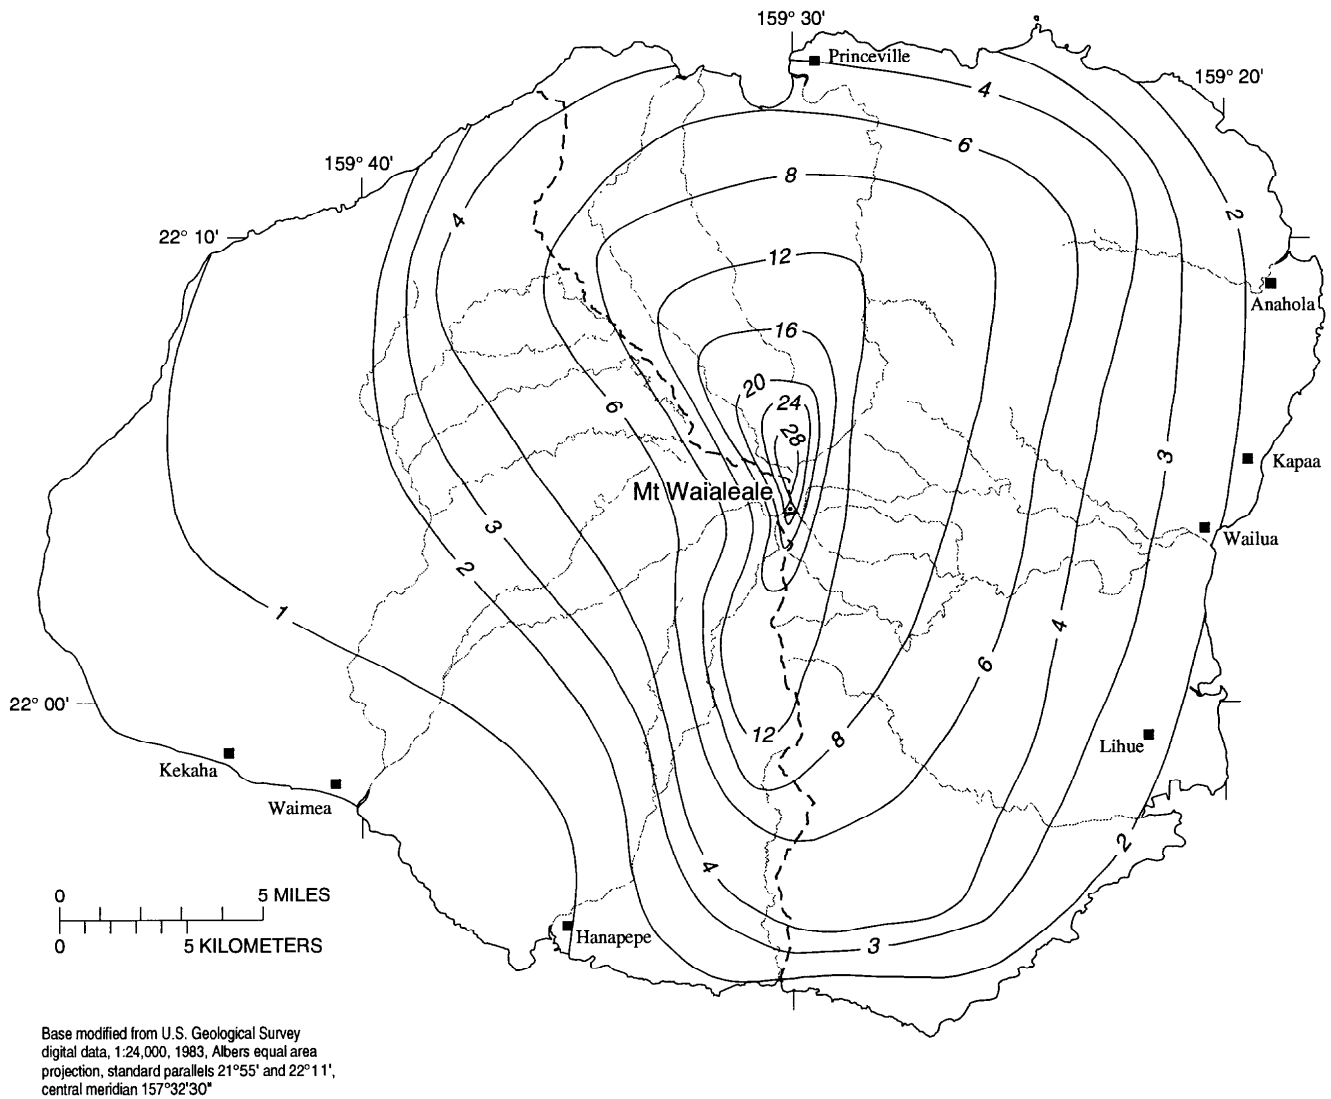 159° 30'
Princeville
159° 20'
4
6
159° 40'
8
4
2
22° 10'
12
Anahola
16
20
24
6
28
3
Kapaa
Mt Waialeale
3
Wailua
2
1
4
6
22° 00'
12
8
Lihue
Kekaha
Waimea
2
4
0 5 MILES
0 5 KILOMETERS
Hanapepe
3
Base modified from U.S. Geological Survey
digital data, 1:24,000, 1983, Albers equal area
projection, standard parallels 21°55' and 22°11',
central meridian 157°32'30"